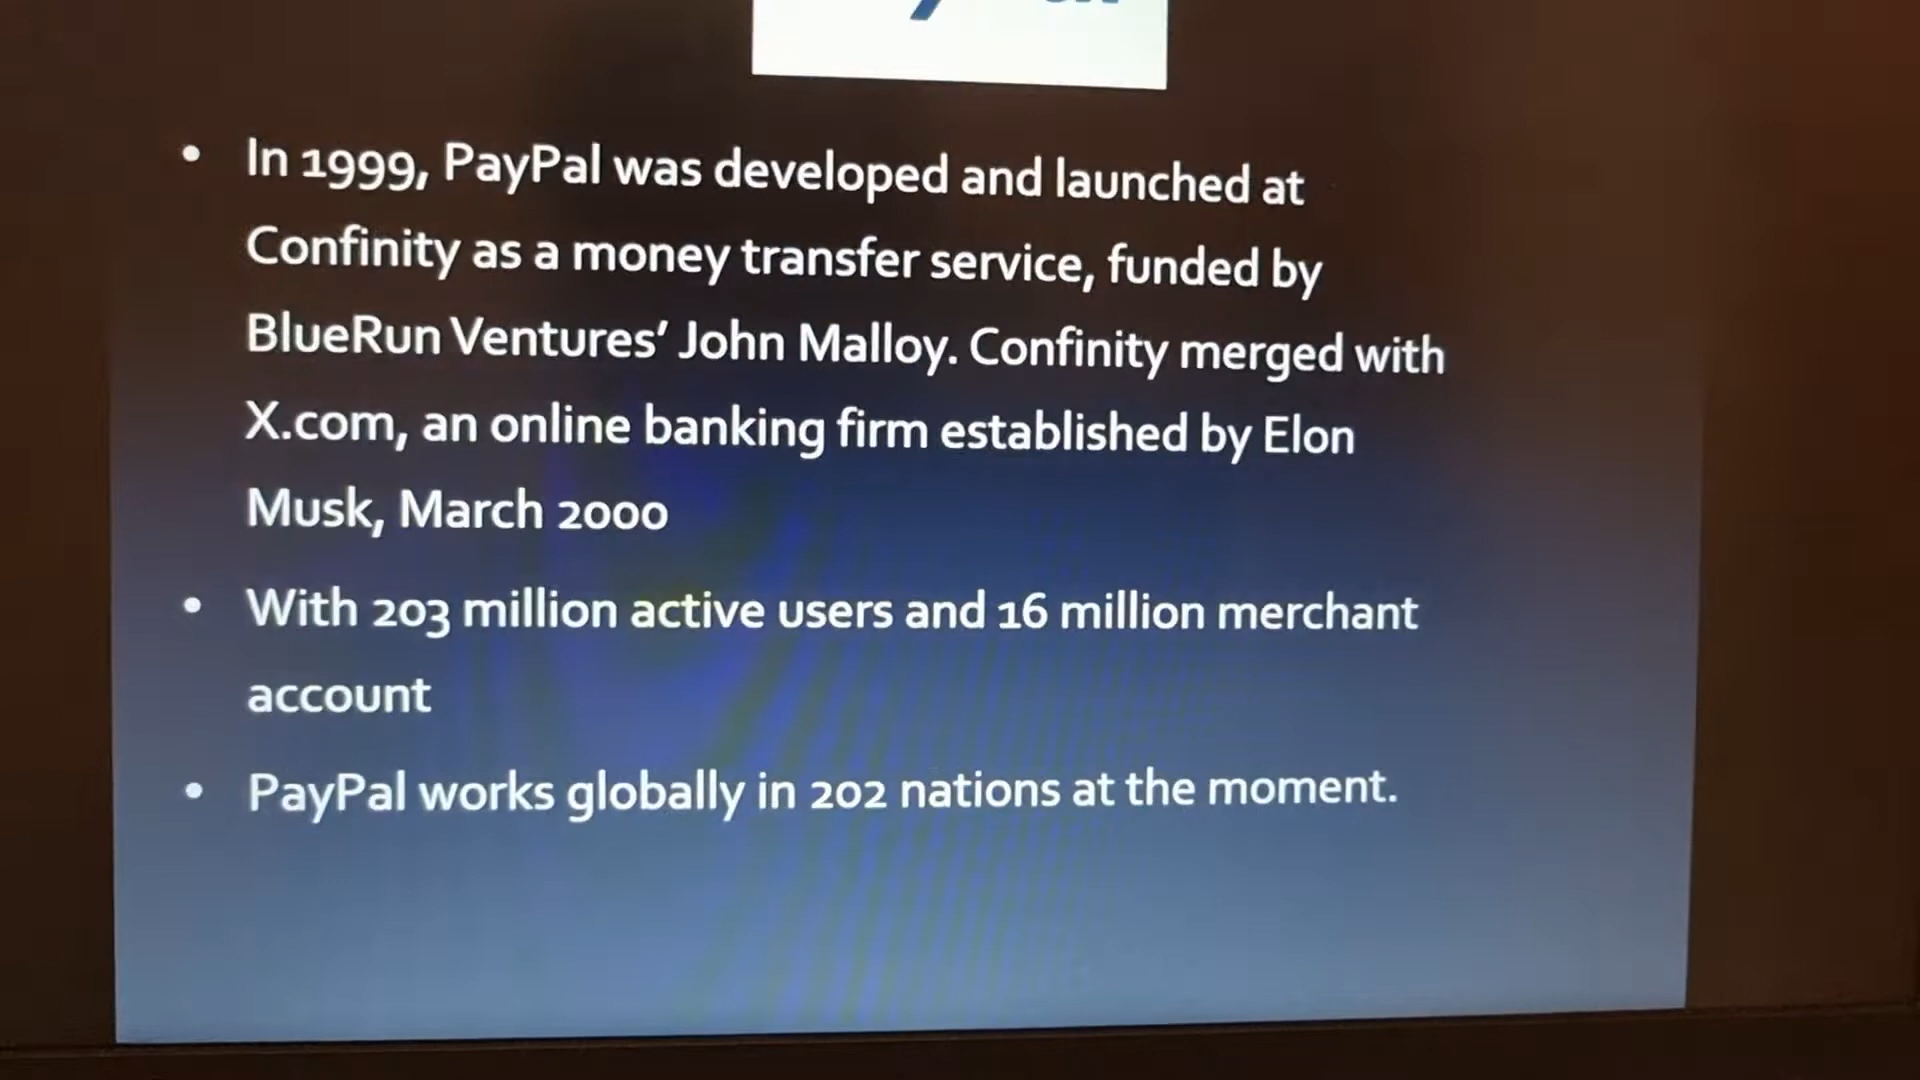 • In 1999, PayPal was developed and launched at
Confinity as a money transfer service, funded by
BlueRun Ventures’ John Malloy. Confinity merged with
X.com, an online banking firm established by Elon
Musk, March 2000
• With 203 million active users and 16 million merchant
account
• PayPal works globally in 202 nations at the moment.